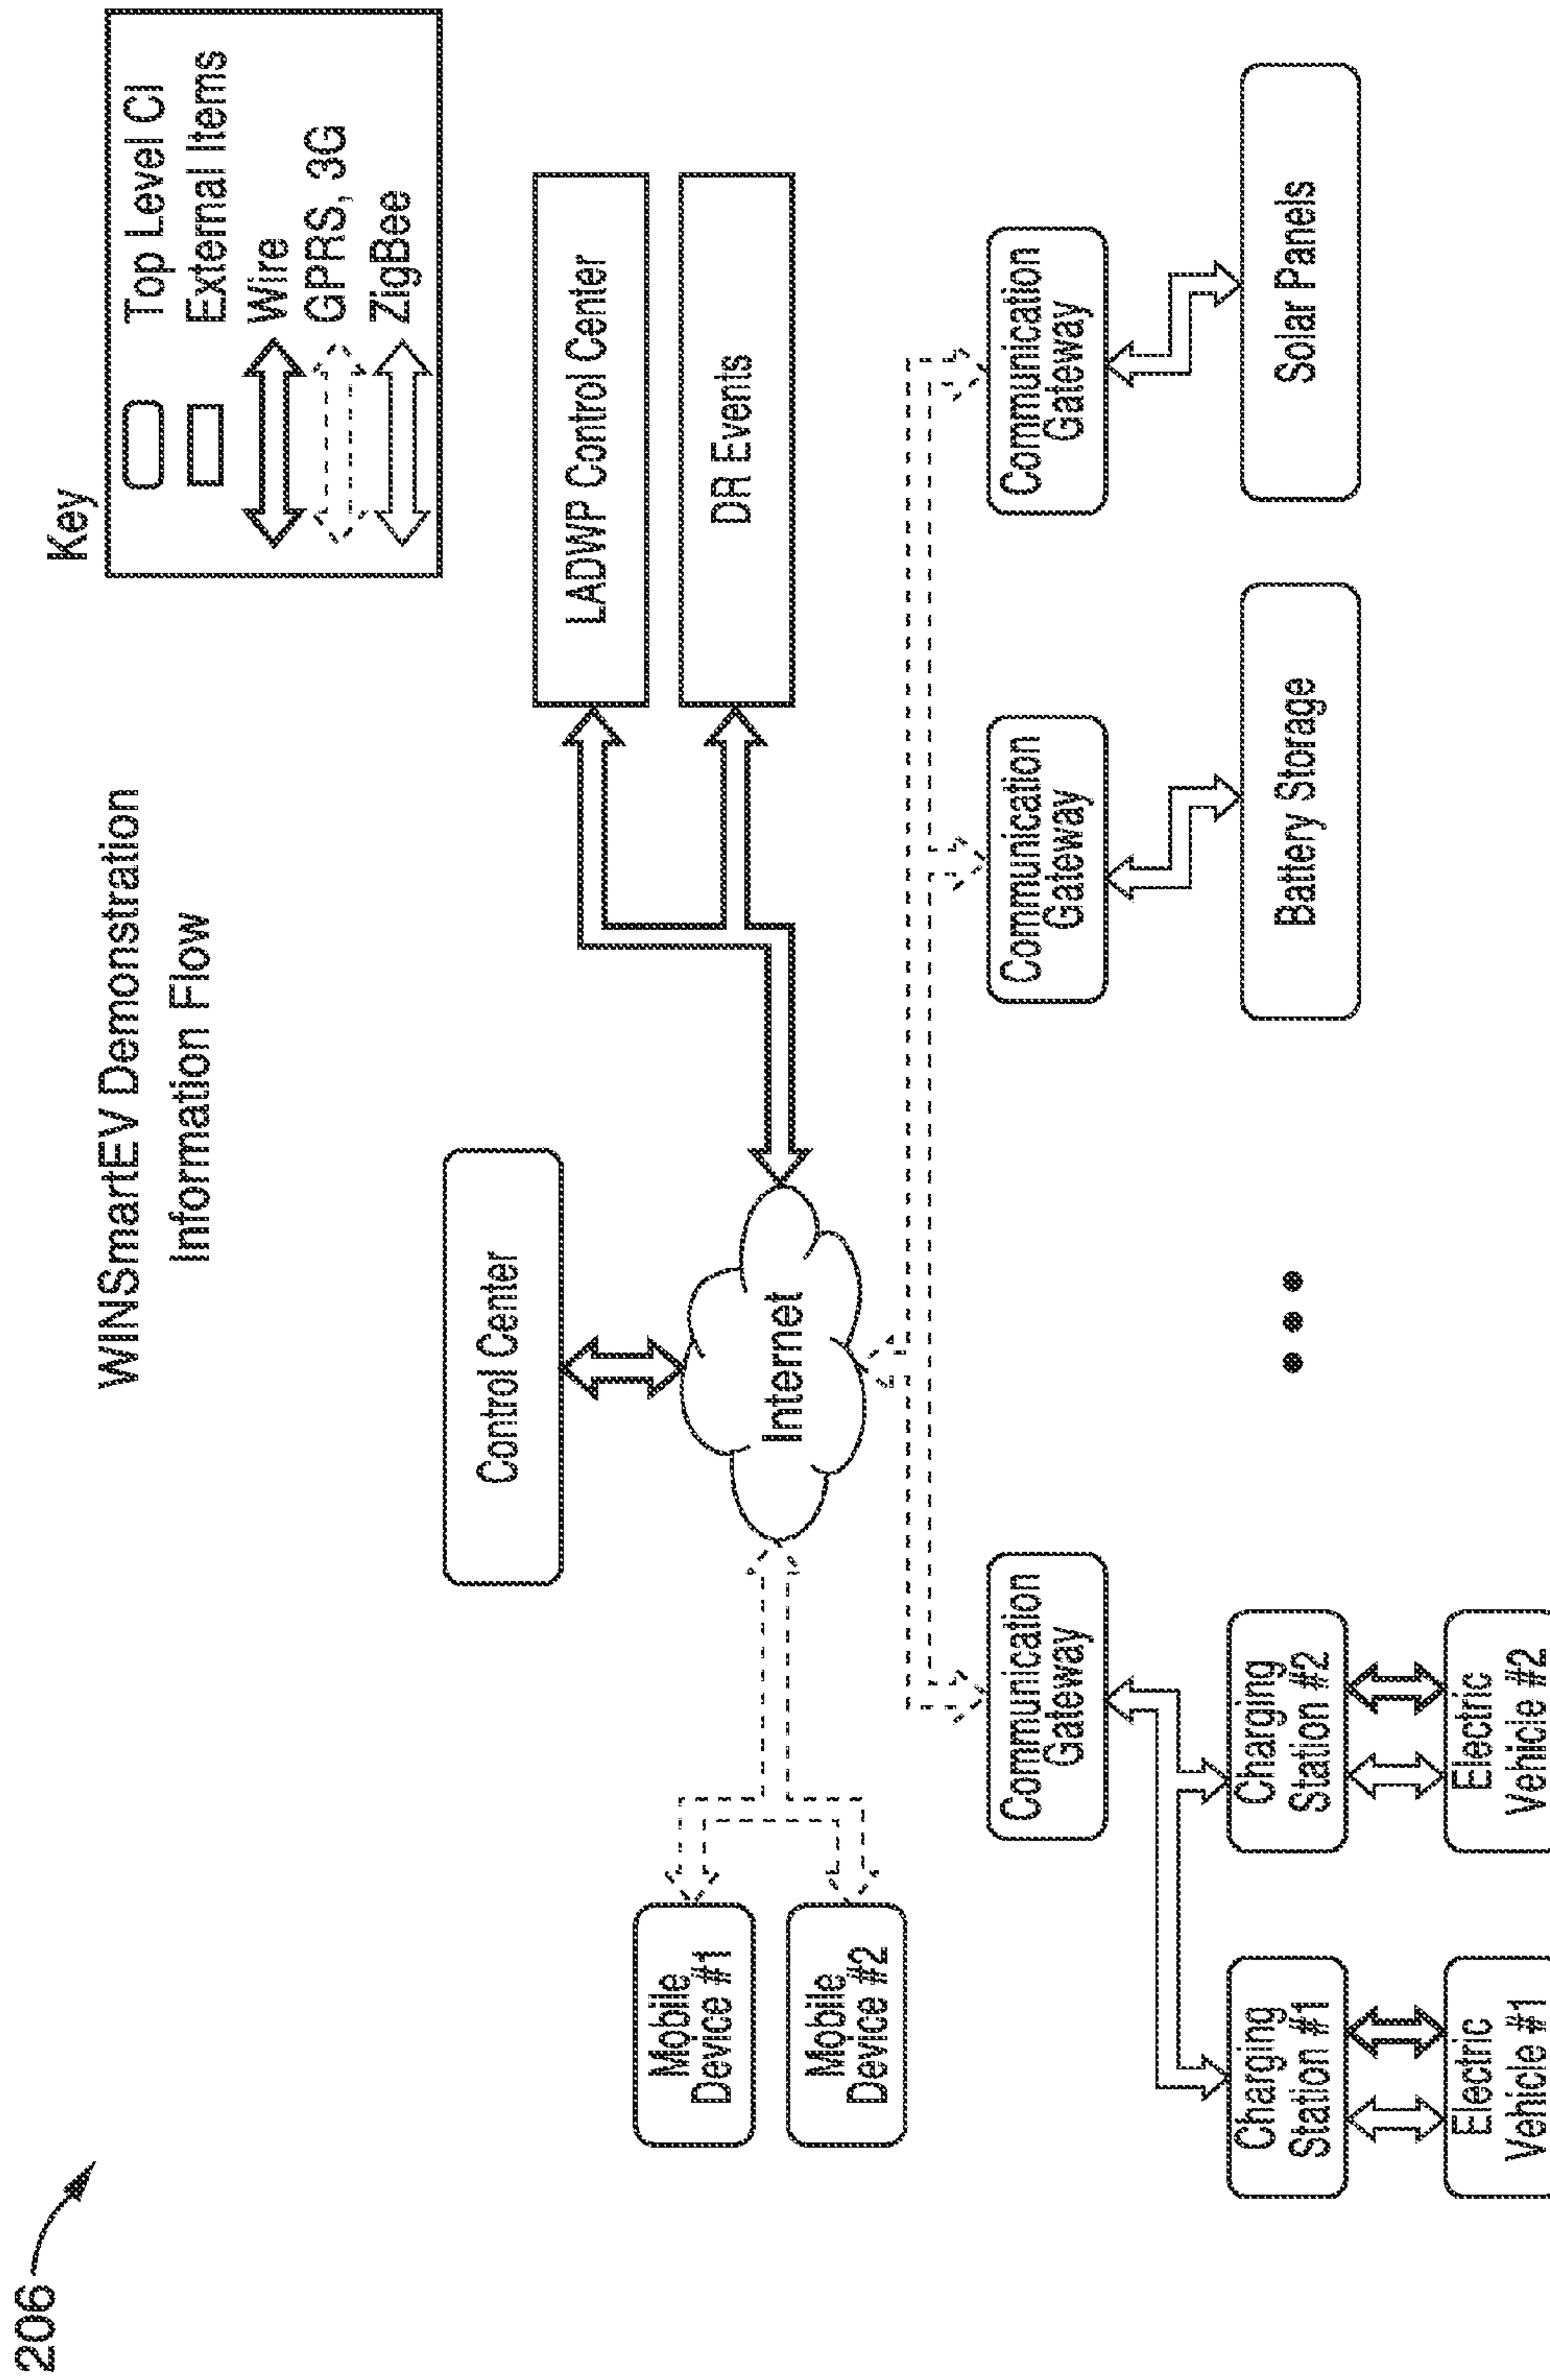 206
WINSmartEV Demonstration
Information Flow
Key
Top Level CI
External Items
Wire
GPRS, 3G
ZigBee
Control Center
LADWP Control Center
DR Events
Mobile
Device #1
Mobile
Device #2
Internet
Communication
Gateway
Communication
Gateway
Communication
Gateway
Charging
Station #1
Charging
Station #2
Battery Storage
Solar Panels
Electric
Vehicle #1
Electric
Vehicle #2